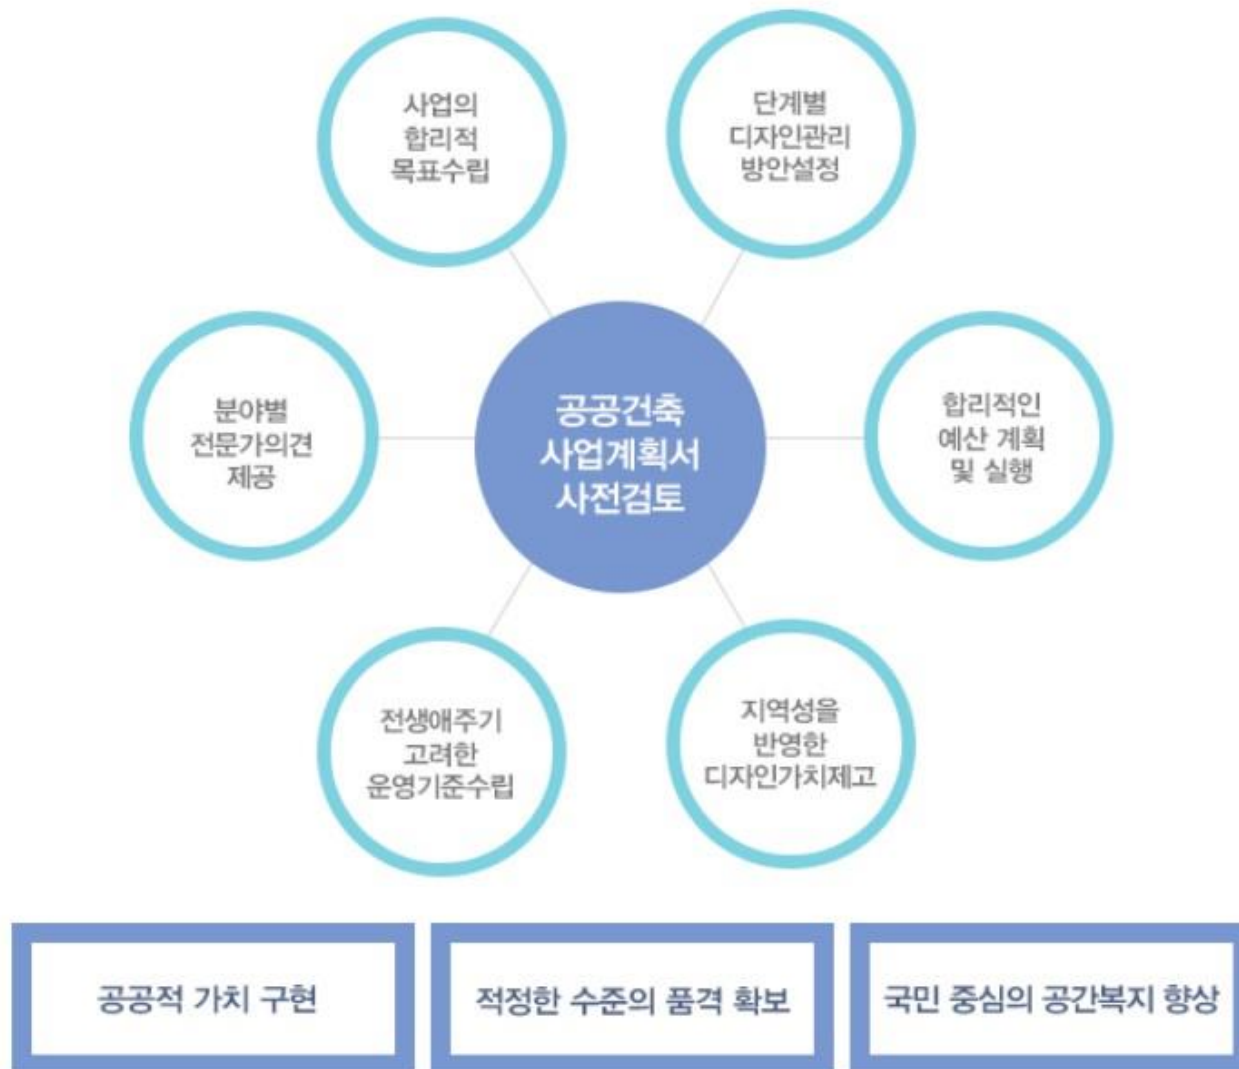 사업의
합리적
목표수립
단계별
디자인관리
방안설정
분야별
전문가의견
제공
공공건축
사업계획서
사전검토
합리적인
예산 계획
및 실행
전생애주기
고려한
운영기준수립
지역성을
반영한
디자인가치제고
공공적 가치 구현
적정한 수준의 품격 확보
국민 중심의 공간복지 향상